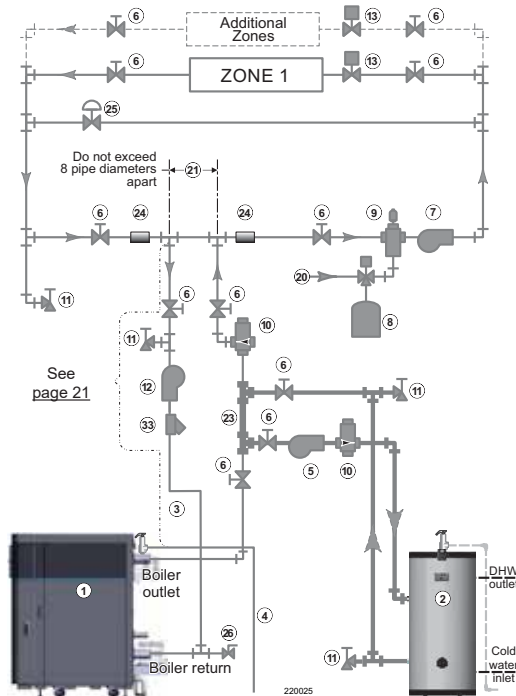 6
Additional
Zones
13
6
6
ZONE 1
13
6
25
Do not exceed
8 pipe diameters
apart
21
6
24
24
6
9
7
20
8
11
6
6
11
10
See
page 21
12
6
11
33
23
6
5
10
6
3
1
Boiler
outlet
4
2
DHW
outlet
26
Boiler return
11
Cold
water
inlet
220025